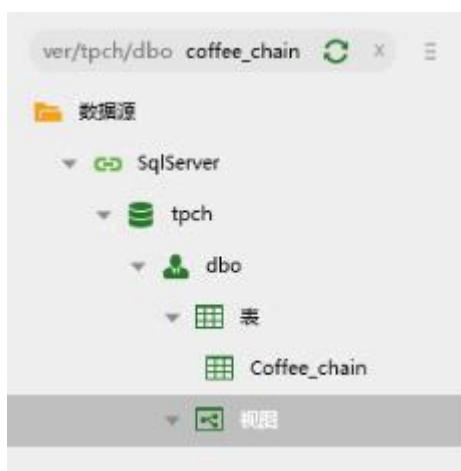 ver/tpch/dbo coffee_chain x
数据源
SqlServer
tpch
dbo
表
Coffee_chain
视图